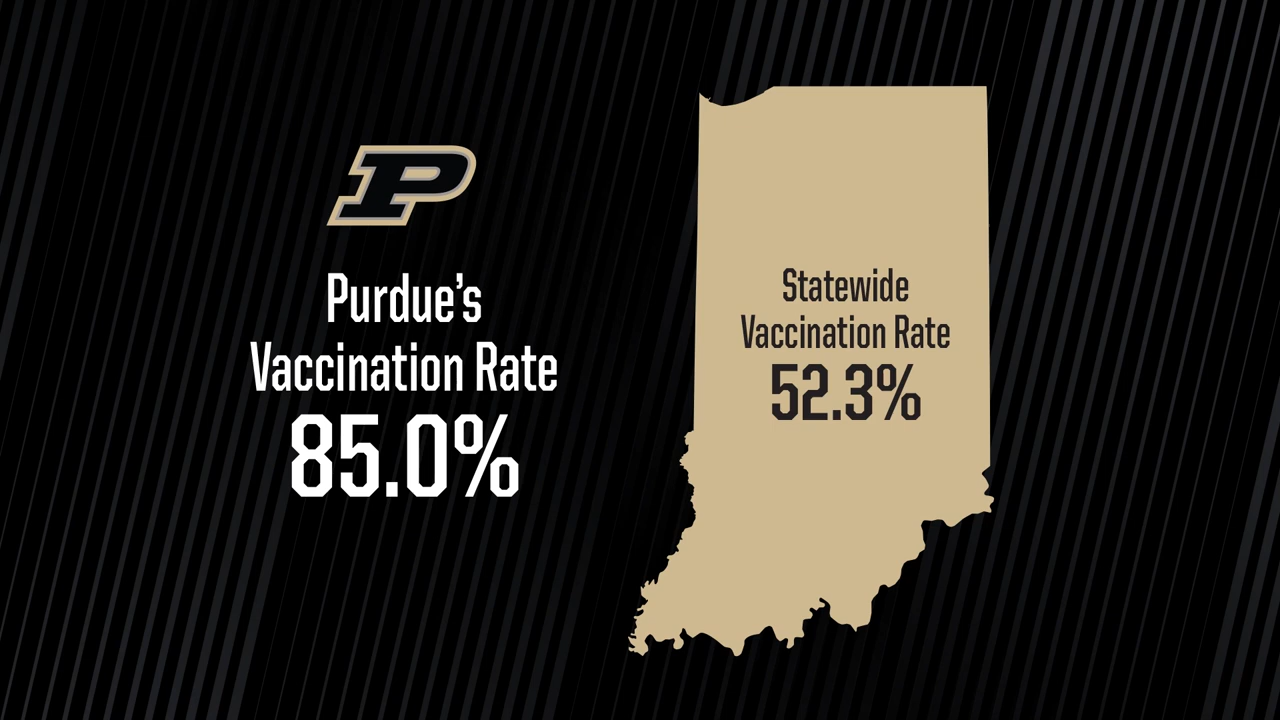 P
Purdue’s
Vaccination Rate
85.0%
Statewide
Vaccination Rate
52.3%